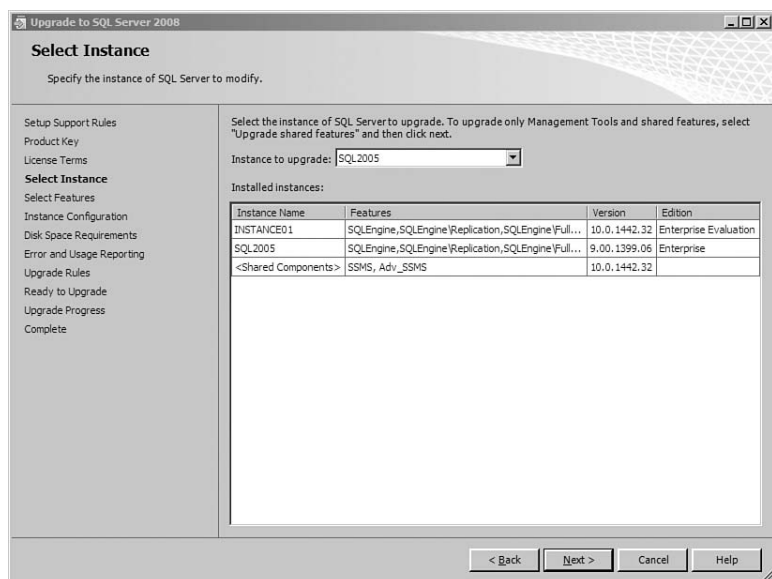 Upgrade to SQL Server 2008
Select Instance
Specify the instance of SQL Server to modify.
Setup Support Rules
Product Key
License Terms
Select Instance
Select Features
Instance Configuration
Disk Space Requirements
Error and Usage Reporting
Upgrade Rules
Ready to Upgrade
Upgrade Progress
Complete
Select the instance of SQL Server to upgrade. To upgrade only Management Tools and shared features, select
"Upgrade shared features" and then click next.
Instance to upgrade: SQL2005
Installed instances:
Instance Name Features Version Edition
INSTANCE01 SQLEngine,SQLEngine\Replication,SQLEngine\Full... 10.0.1442.32 Enterprise Evaluation
SQL2005 SQLEngine,SQLEngine\Replication,SQLEngine\Full... 9.00.1399.06 Enterprise
<Shared Components> SSMS, Adv_SSMS 10.0.1442.32
< Back Next > Cancel Help